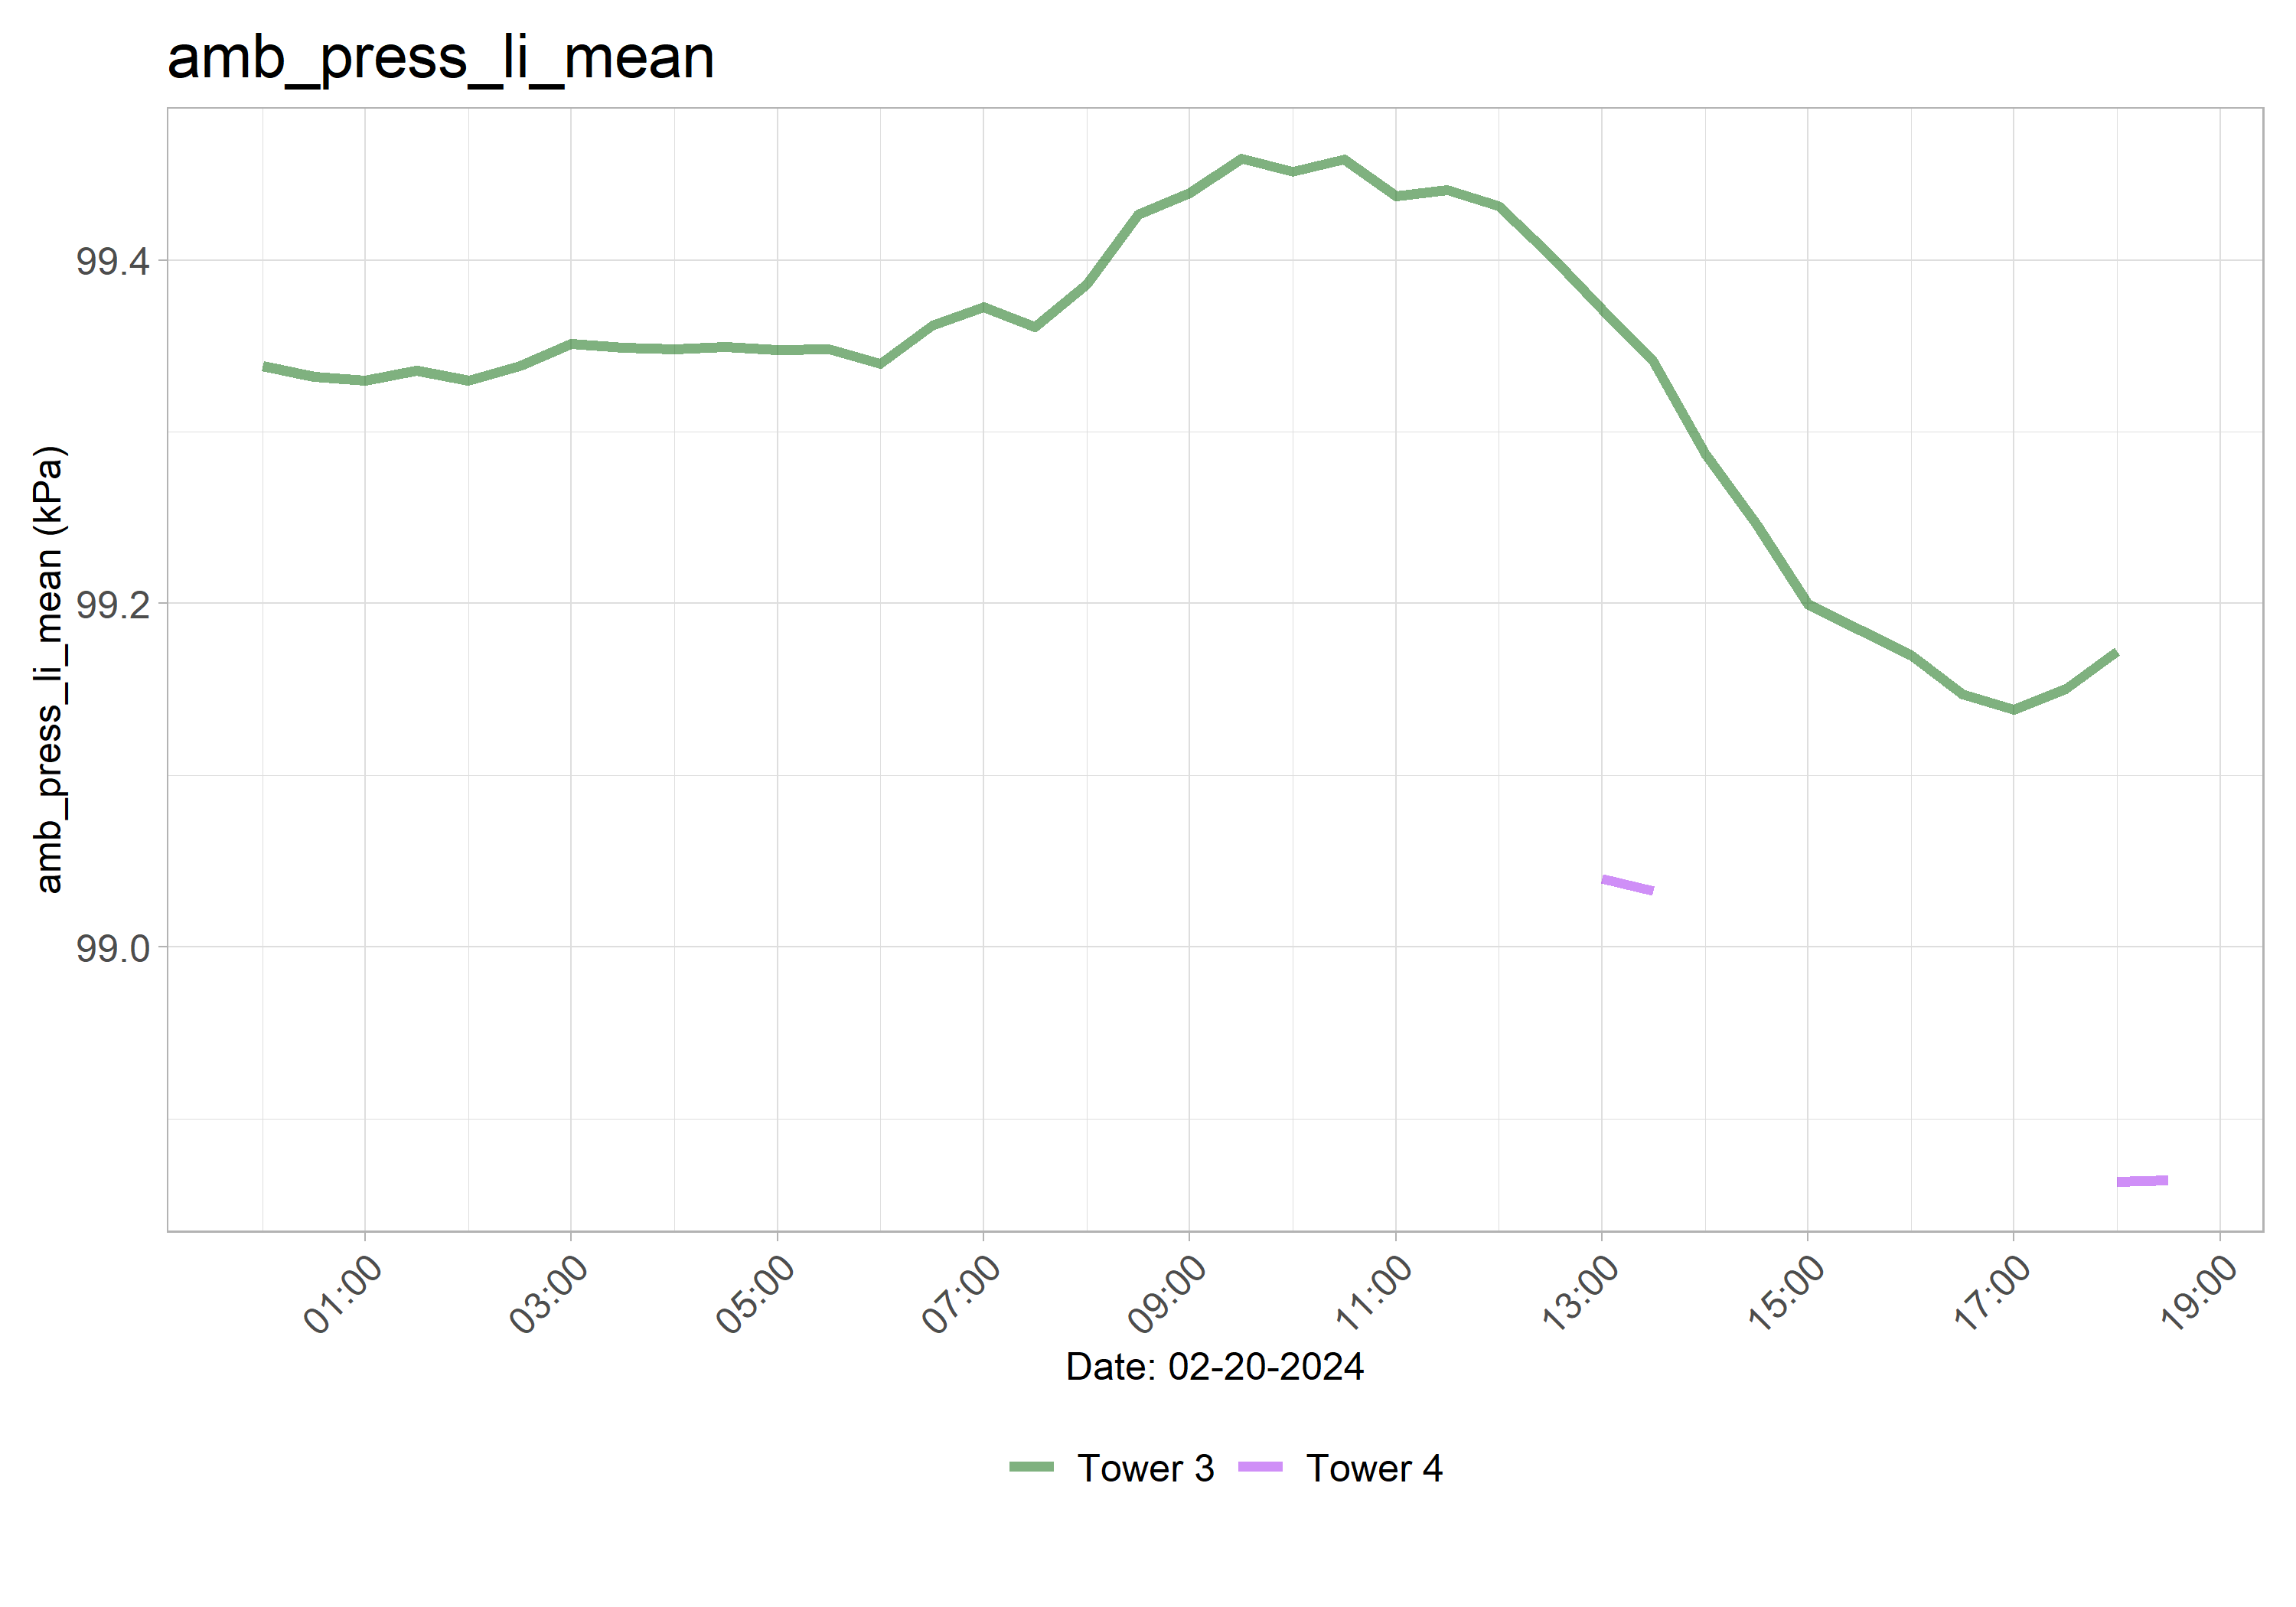 amb_press_li_mean
amb_press_li_mean (kPa)
99.4
99.2
99.0
01:00
03:00
05:00
07:00
09:00
11:00
13:00
15:00
17:00
19:00
Date: 02-20-2024
Tower 3
Tower 4